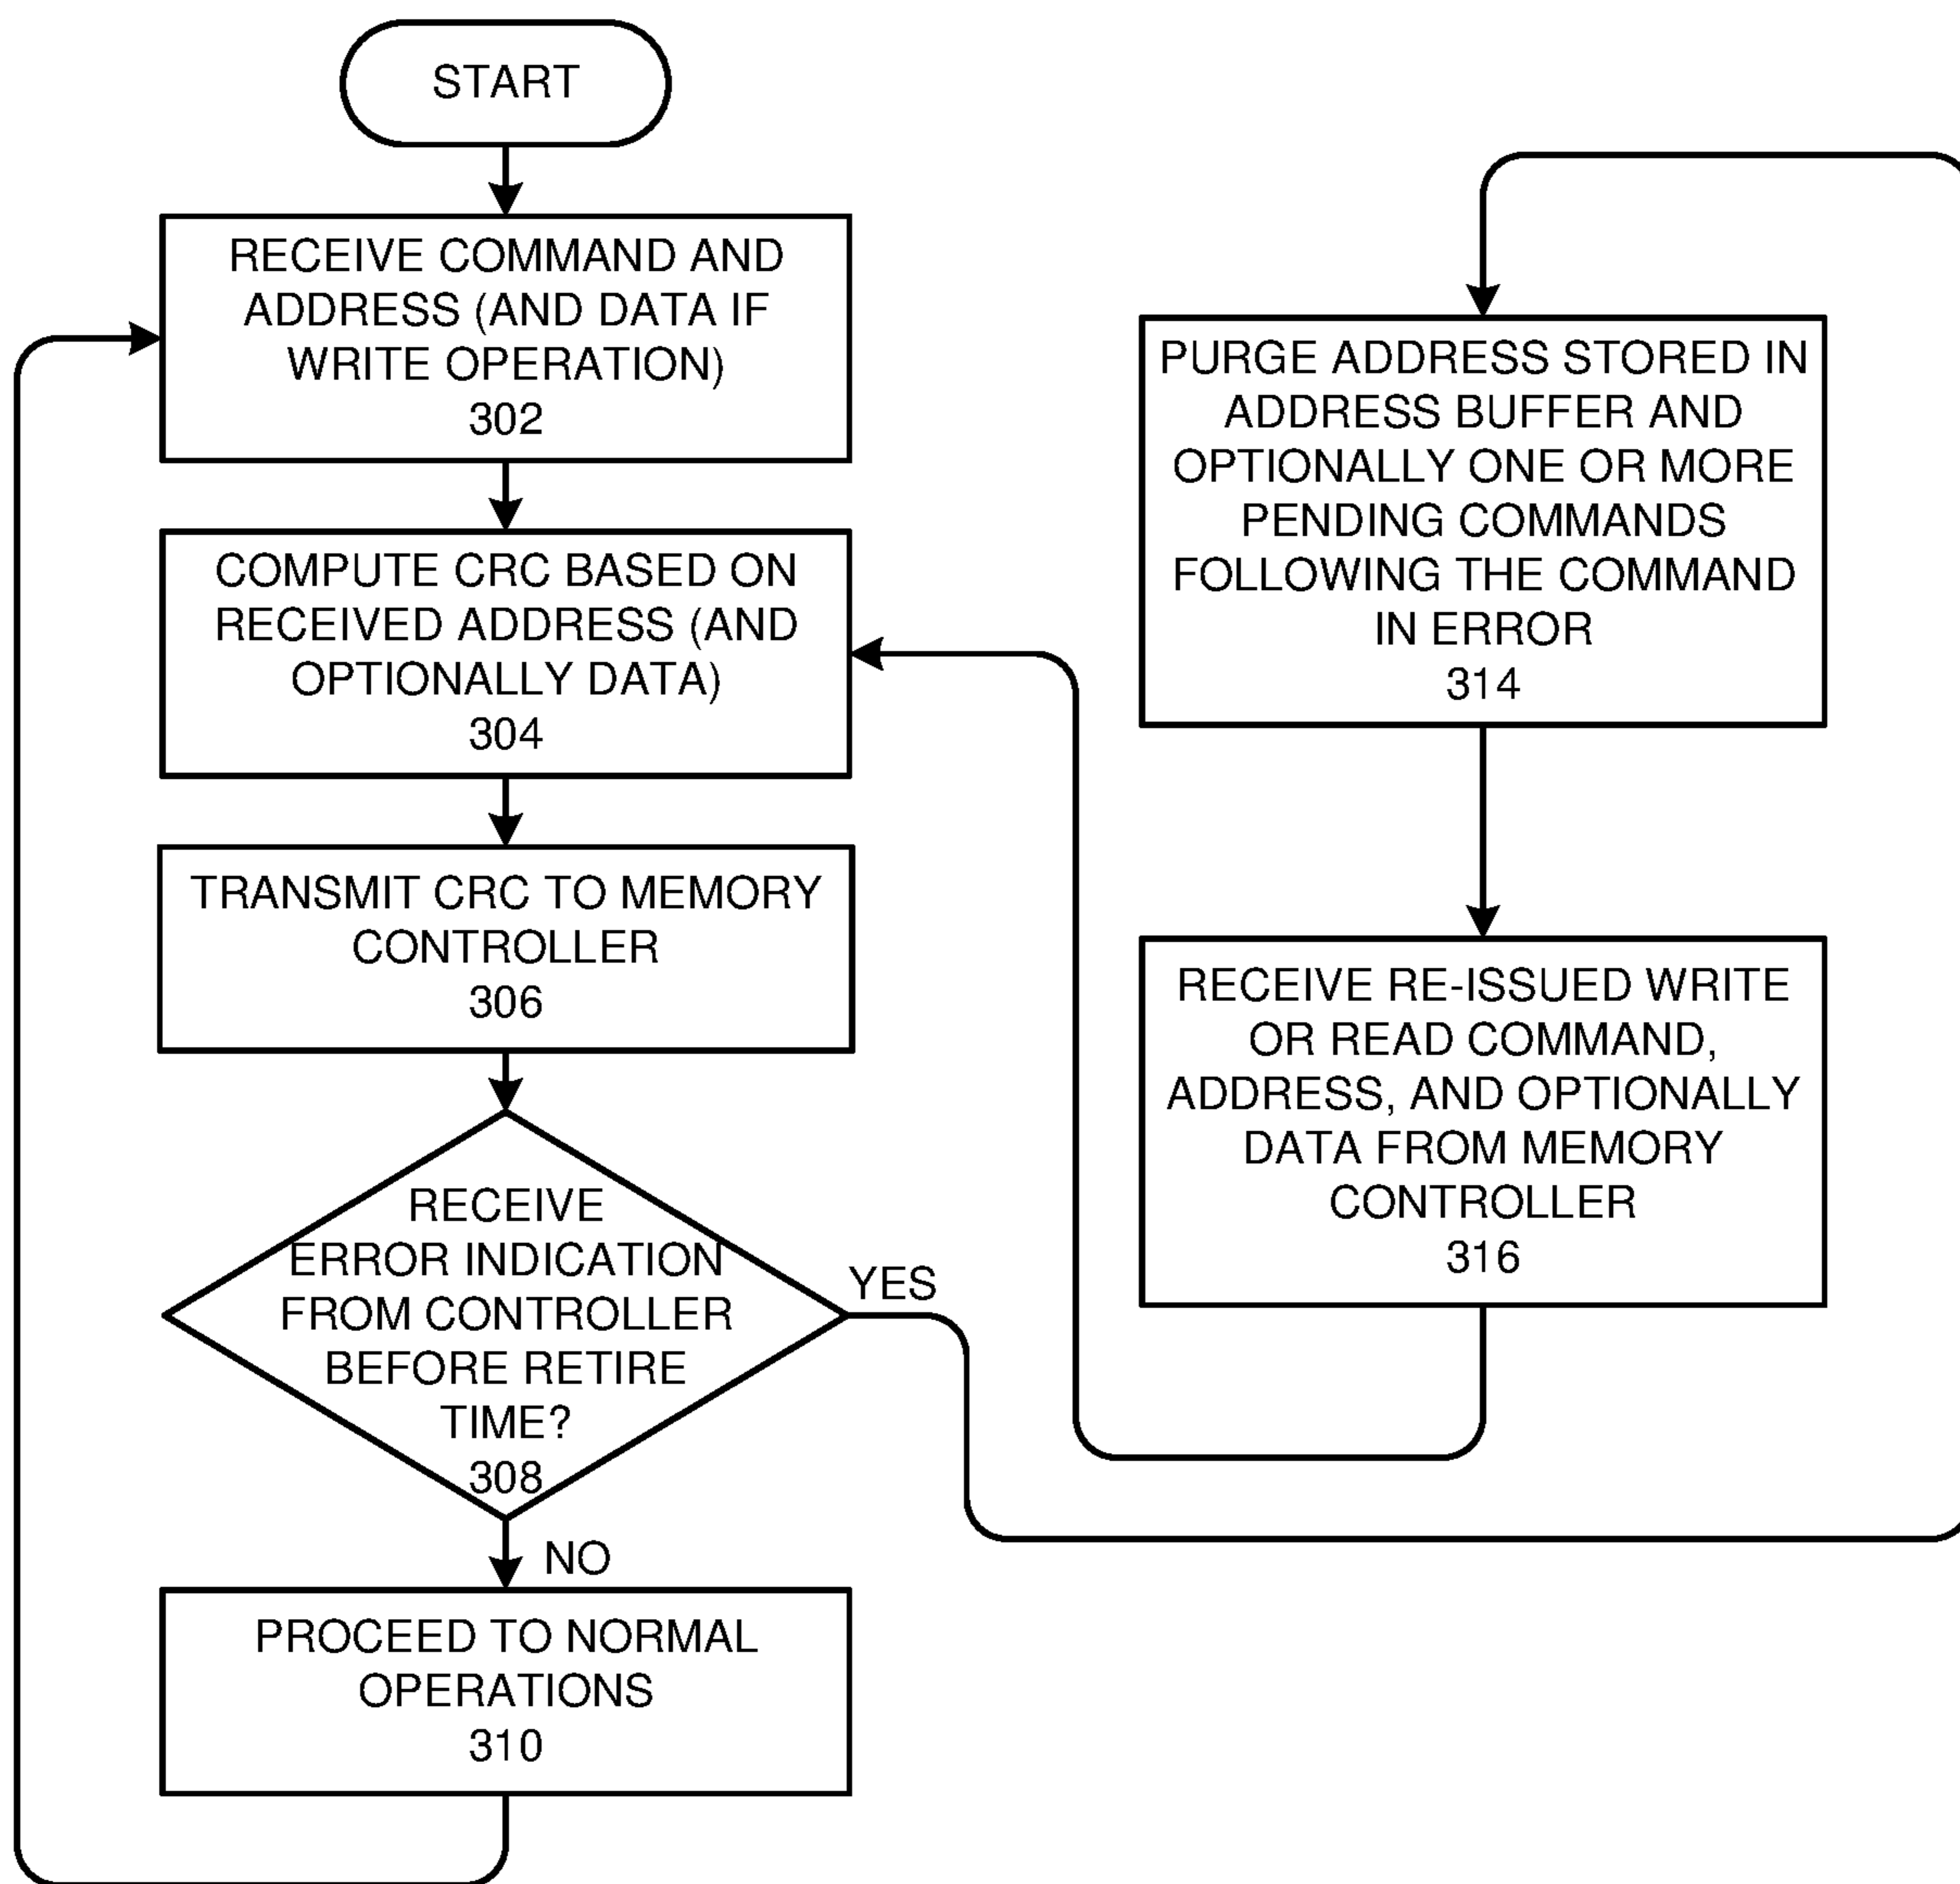 START
RECEIVE COMMAND AND
ADDRESS (AND DATA IF
WRITE OPERATION)
302
COMPUTE CRC BASED ON
RECEIVED ADDRESS (AND
OPTIONALLY DATA)
304
TRANSMIT CRC TO MEMORY
CONTROLLER
306
RECEIVE
ERROR INDICATION
FROM CONTROLLER
BEFORE RETIRE
TIME?
308
YES
NO
PROCEED TO NORMAL
OPERATIONS
310
PURGE ADDRESS STORED IN
ADDRESS BUFFER AND
OPTIONALLY ONE OR MORE
PENDING COMMANDS
FOLLOWING THE COMMAND
IN ERROR
314
RECEIVE RE-ISSUED WRITE
OR READ COMMAND,
ADDRESS, AND OPTIONALLY
DATA FROM MEMORY
CONTROLLER
316